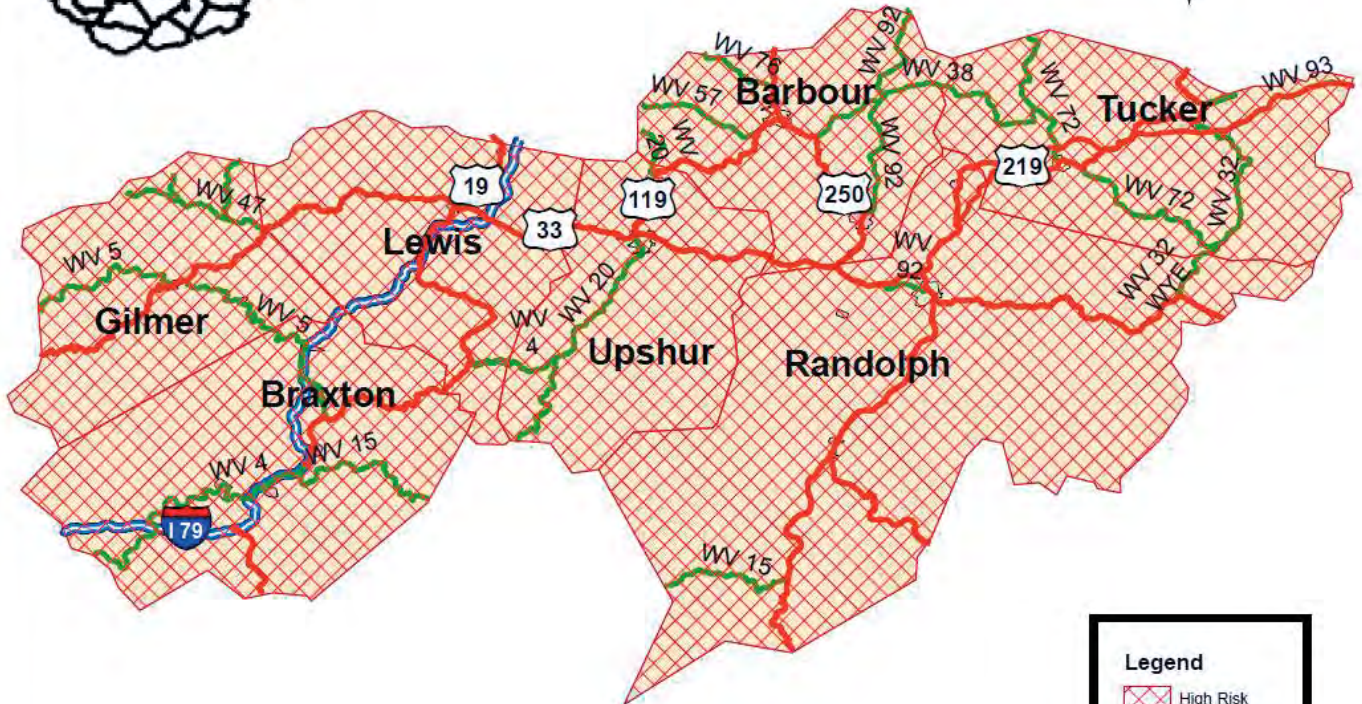 WV 92
WV 76
WV 38
WV 93
WV 57
Barbour
WV 72
Tucker
WV
20
19
119
250
WV 92
219
WV 47
33
Lewis
WV 72
WV 32
WV 5
WV
92
WV 32
WYE
Gilmer
WV 5
WV 20
WV
4
Upshur
Randolph
Braxton
WV 4
WV 15
I 79
WV 15
Legend
High Risk